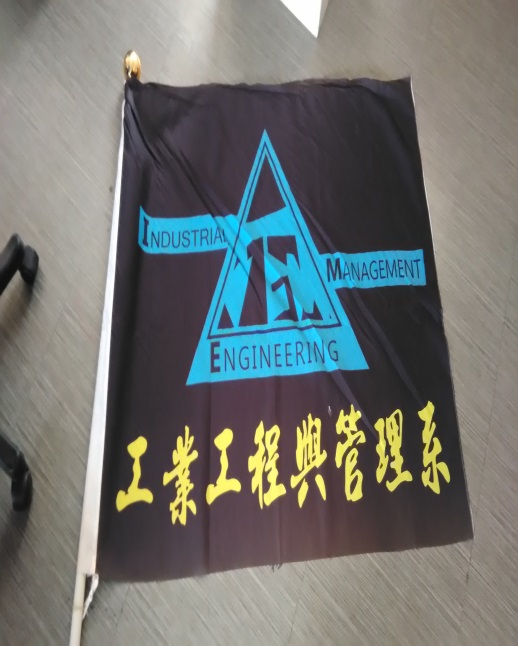 INDUSTRIAL
IEM
MANAGEMENT
ENGINEERING
工業工程與管理系